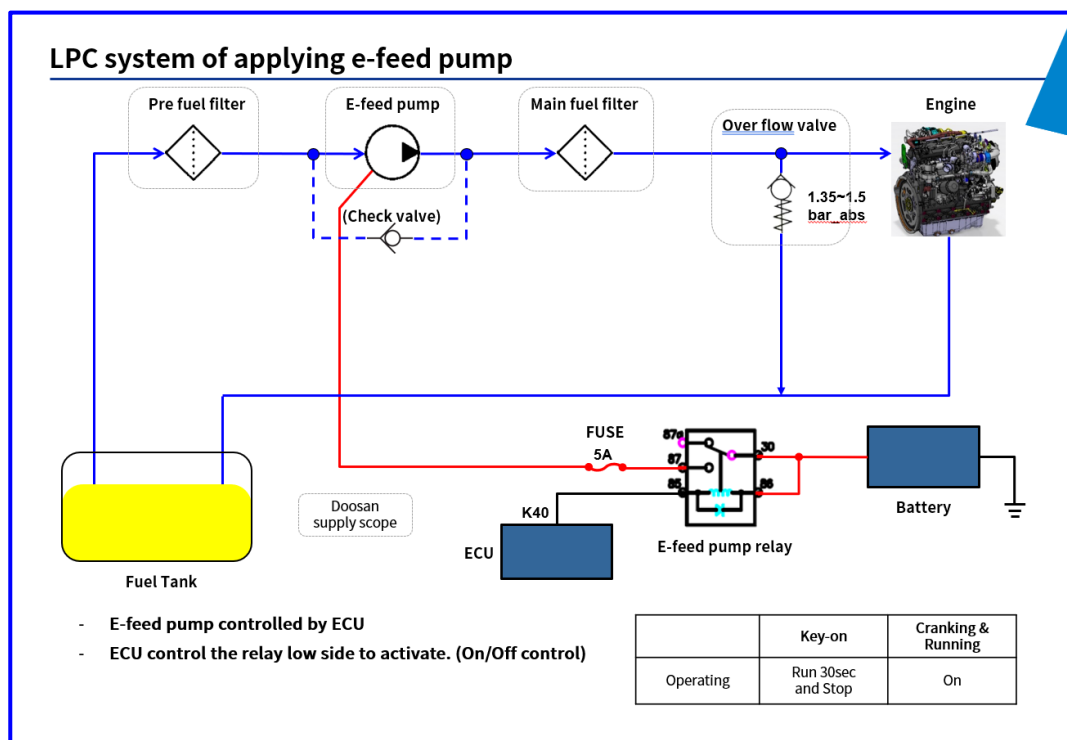 LPC system of applying e-feed pump
Pre fuel filter
E-feed pump
Main fuel filter
Over flow valve
Engine
1.35~1.5
bar_abs
(Check valve)
FUSE
5A
87a
30
87
85
86
K40
ECU
E-feed pump relay
Battery
Doosan
supply scope
Fuel Tank
- E-feed pump controlled by ECU
- ECU control the relay low side to activate. (On/Off control)
Key-on
Cranking &
Running
Operating
Run 30sec
and Stop
On